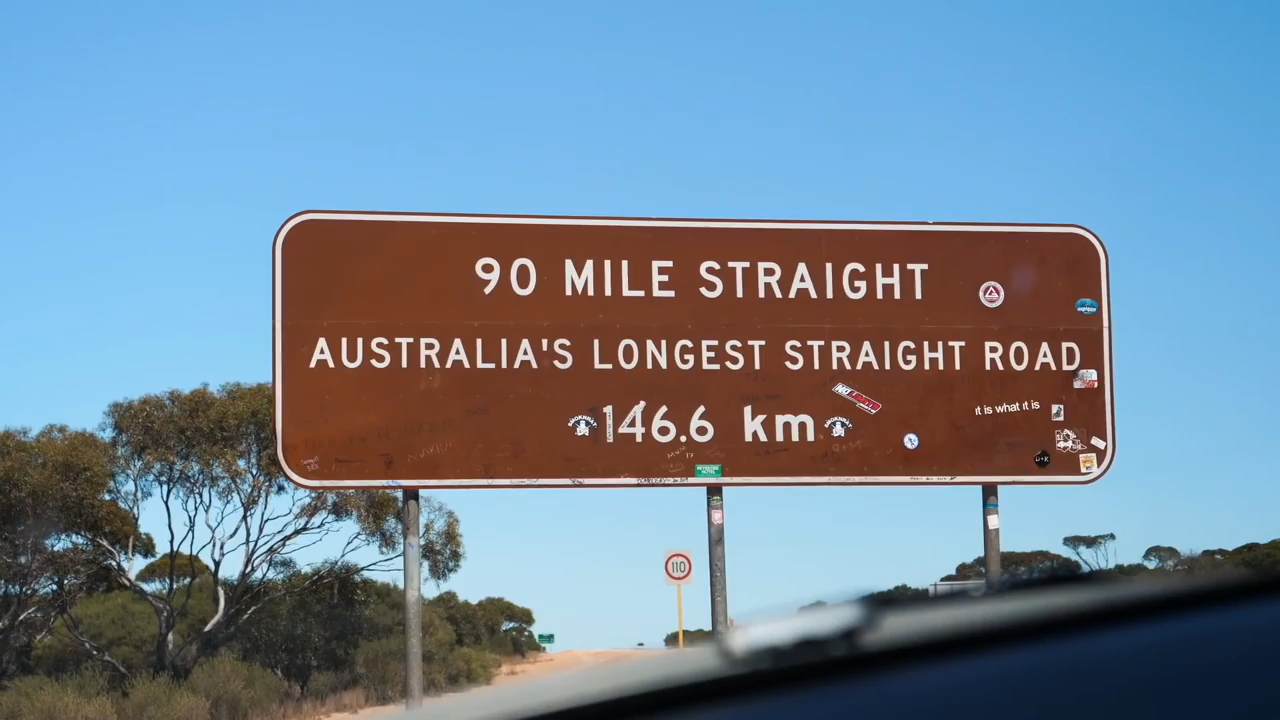 90 MILE STRAIGHT
AUSTRALIA'S LONGEST STRAIGHT ROAD
146.6 km
it is what it is
110